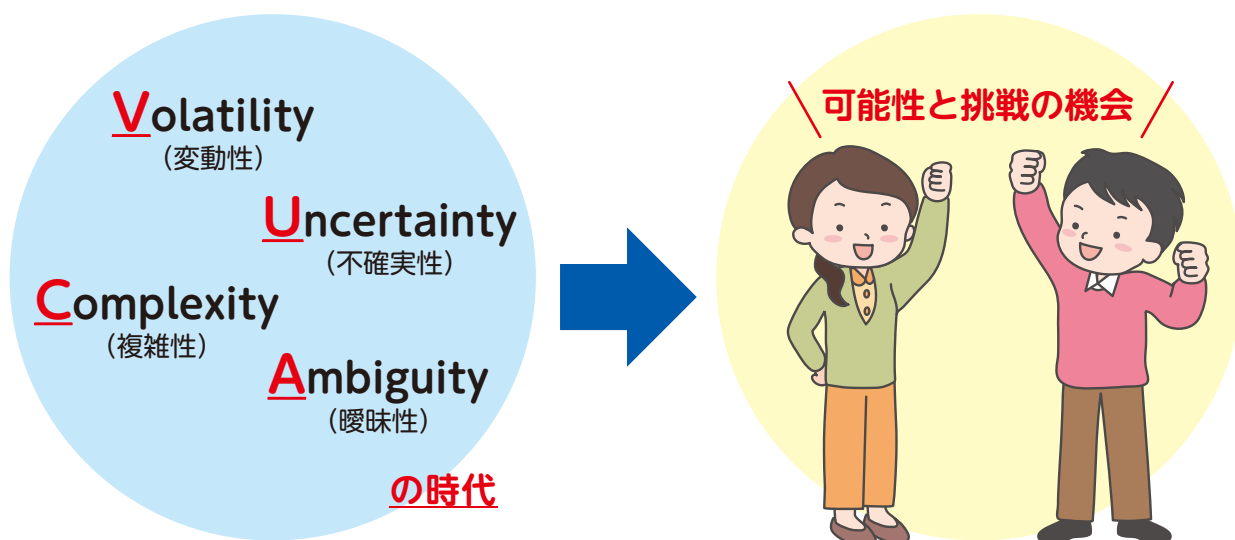 Volatility
（変動性）
Uncertainty
（不確実性）
Complexity
（複雑性）
Ambiguity
（曖昧性）
の時代
可能性と挑戦の機会